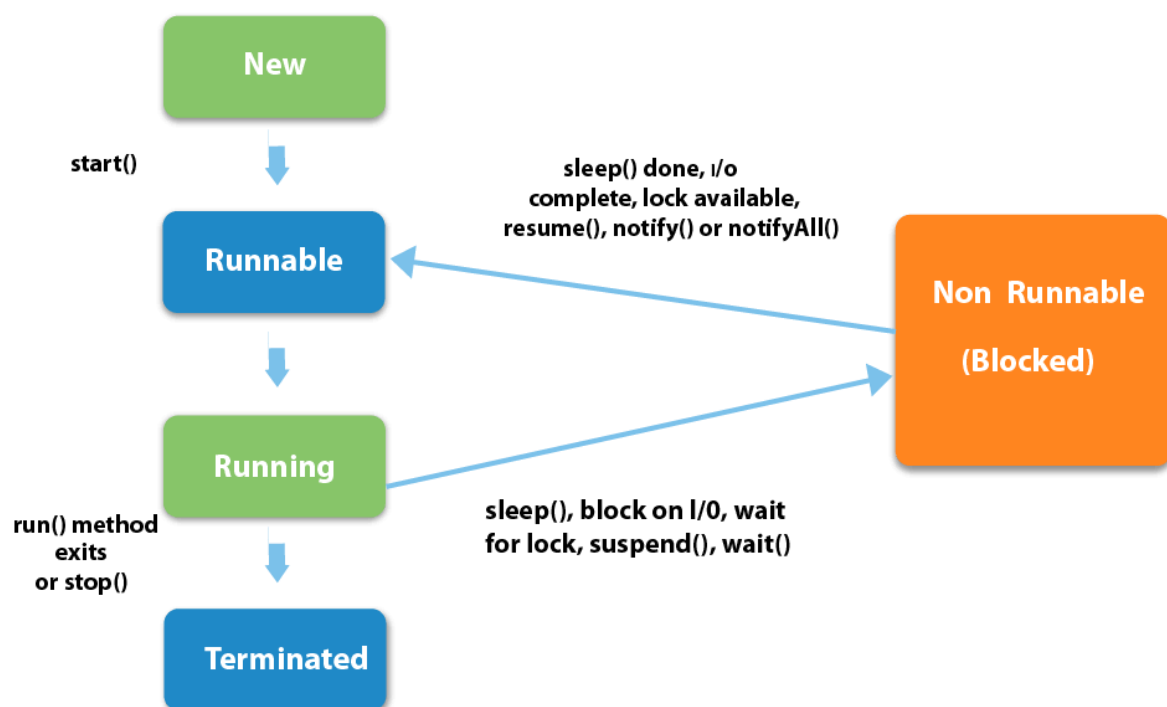 New
start()
sleep() done, I/o
complete, lock available,
resume(), notify() or notifyAll()
Runnable
Non Runnable
(Blocked)
Running
sleep(), block on I/0, wait
for lock, suspend(), wait()
run() method
exits
or stop()
Terminated